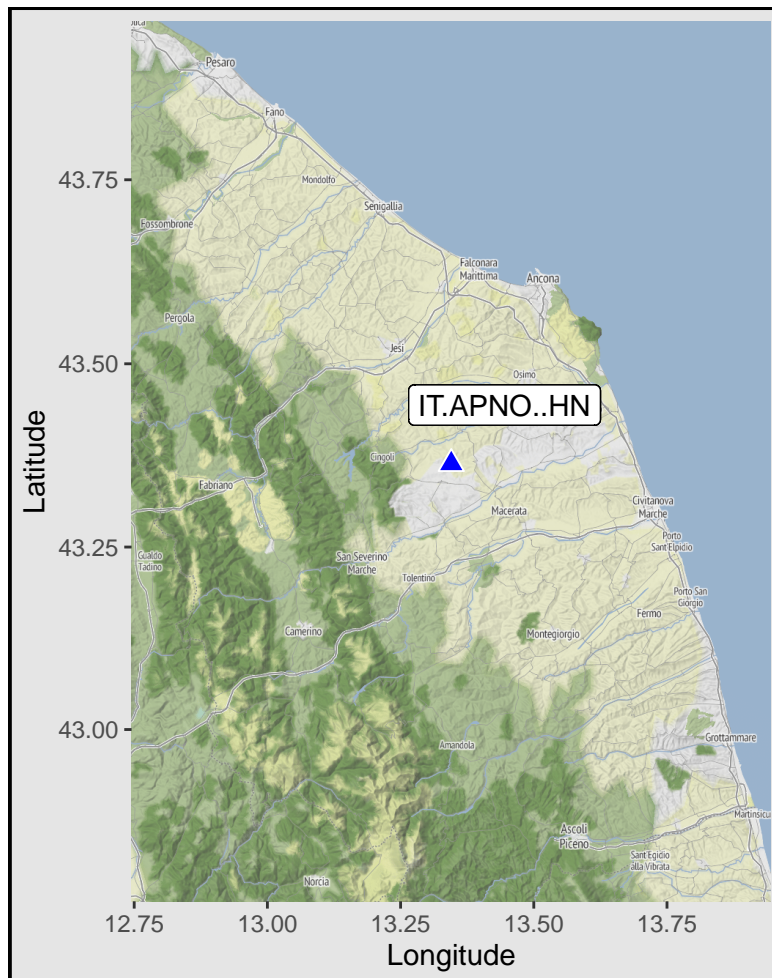 olica
Pesaro
Fano
43.75
Mondolfo
Senigallia
Fossombrone
Falconara
Marittima
Ancona
Pergola
43.50
Jesi
Osimo
IT.APNO..HN
Cingoli
Latitude
Fabriano
Civitanova
Marche
Macerata
43.25
Porto
Sant'Elpidio
Gualdo
Tadino
San Severino
Marche
Tolentino
Porto San
Giorgio
Fermo
Camerino
Montegiorgio
43.00
Amandola
Grottammare
Martinsicur
Ascoli
Piceno
Sant'Egidio
alla Vibrata
Norcia
12.75
13.00
13.25
13.50
13.75
Longitude